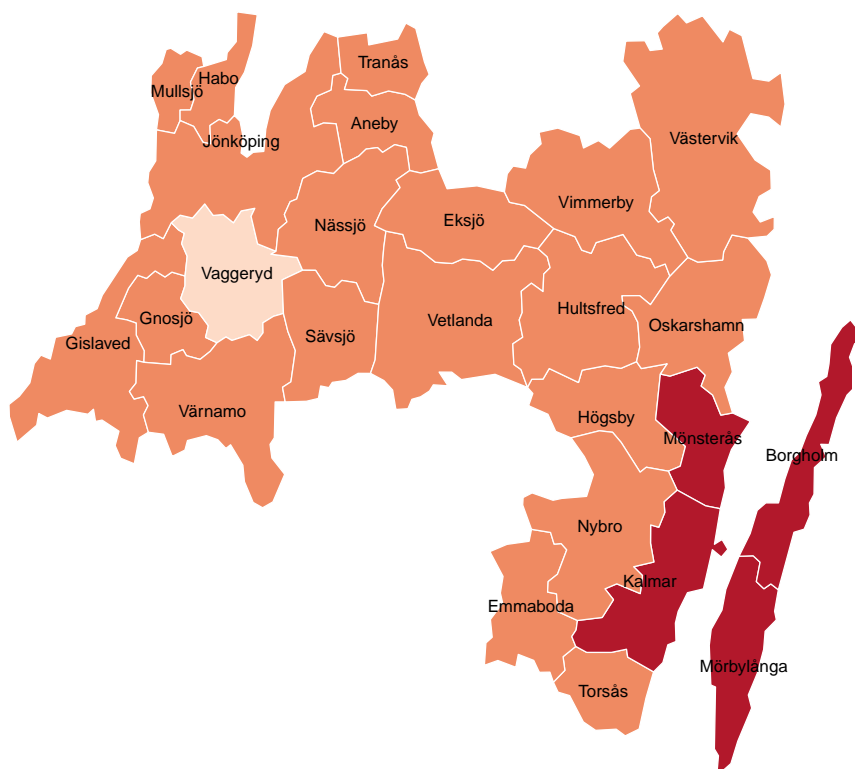 Tranås
Habo
Mullsjö
Aneby
Västervik
Jönköping
Vimmerby
Eksjö
Nässjö
Vaggeryd
Hultsfred
Vetlanda
Gnosjö
Oskarshamn
Sävsjö
Gislaved
Värnamo
Högsby
Mönsterås
Borgholm
Nybro
Kalmar
Emmaboda
Mörbylånga
Torsås